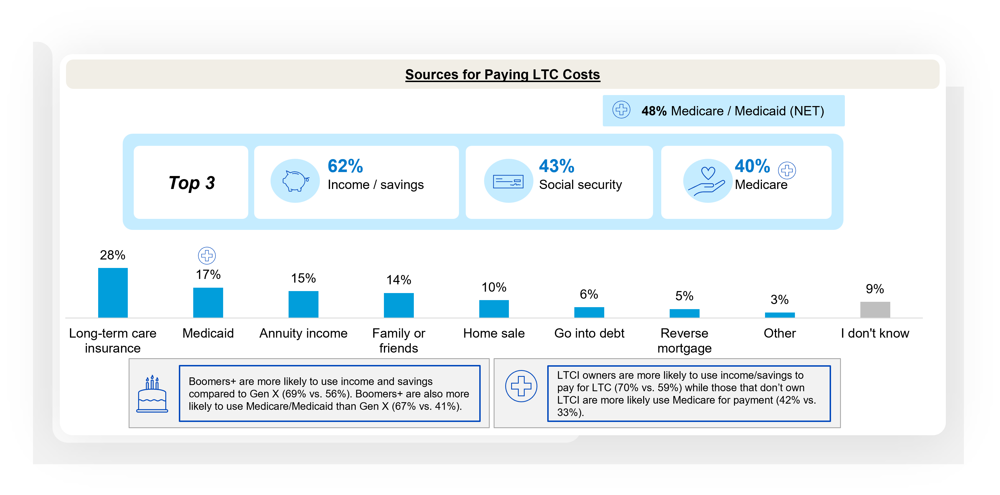 Sources for Paying LTC Costs
48% Medicare / Medicaid (NET)
Top 3
62%
Income / savings
43%
Social security
40%
Medicare
28%
17%
15%
14%
10%
6%
5%
3%
9%
Long-term care
insurance
Medicaid
Annuity income
Family or
friends
Home sale
Go into debt
Reverse
mortgage
Other
I don't know
Boomers+ are more likely to use income and savings
compared to Gen X (69% vs. 56%). Boomers+ are also more
likely to use Medicare/Medicaid than Gen X (67% vs. 41%).
LTCI owners are more likely to use income/savings to
pay for LTC (70% vs. 59%) while those that don’t own
LTCI are more likely use Medicare for payment (42% vs.
33%).